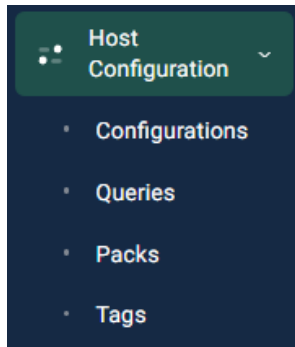 Host
Configuration
Configurations
Queries
Packs
Tags